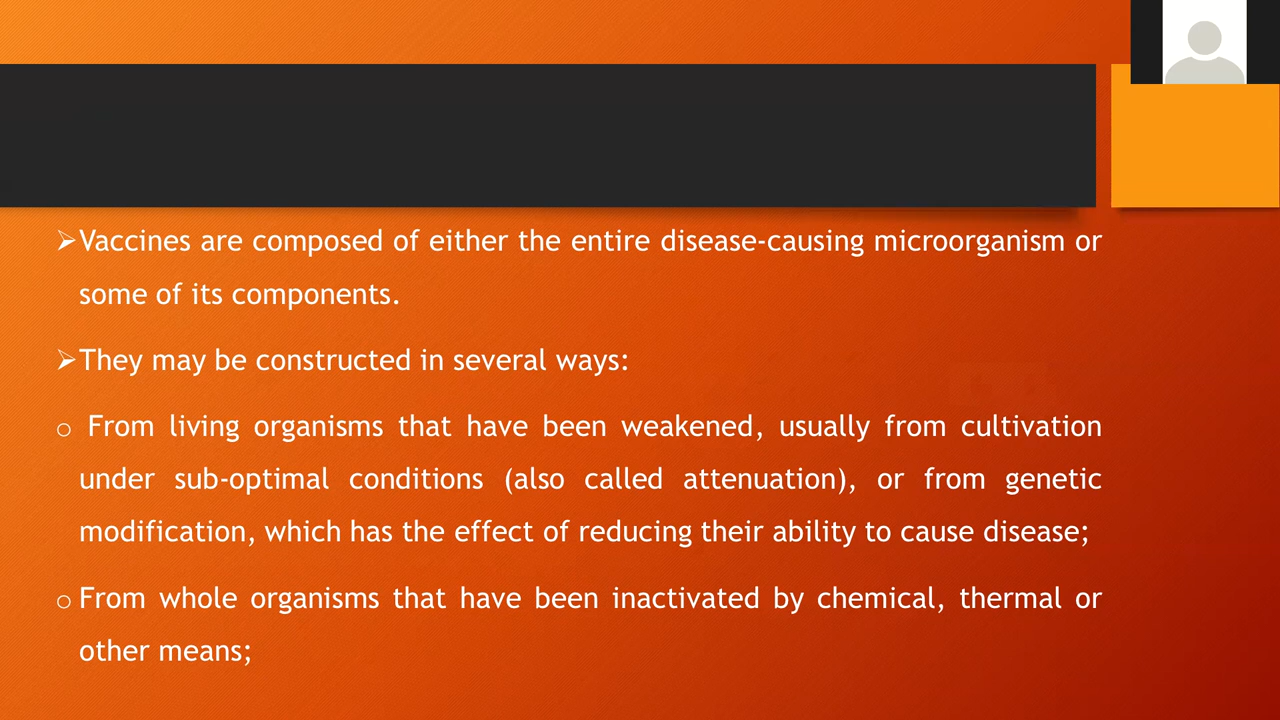 ➢Vaccines are composed of either the entire disease-causing microorganism or
some of its components.
➢They may be constructed in several ways:
o From living organisms that have been weakened, usually from cultivation
under sub-optimal conditions (also called attenuation), or from genetic
modification, which has the effect of reducing their ability to cause disease;
o From whole organisms that have been inactivated by chemical, thermal or
other means;